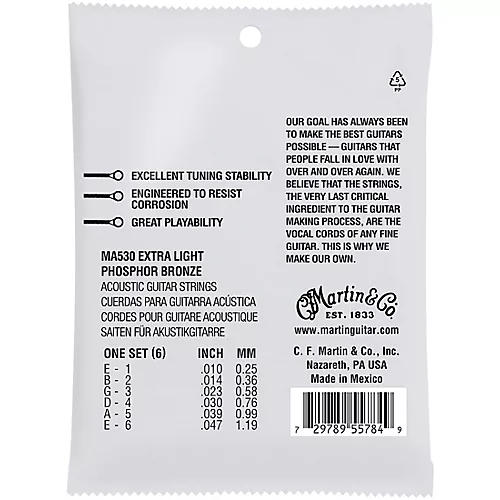 5
PP
OUR GOAL HAS ALWAYS BEEN
TO MAKE THE BEST GUITARS
POSSIBLE — GUITARS THAT
PEOPLE FALL IN LOVE WITH
OVER AND OVER AGAIN. WE
BELIEVE THAT THE STRINGS,
THE VERY LAST CRITICAL
INGREDIENT TO THE GUITAR
MAKING PROCESS, ARE THE
VOCAL CORDS OF ANY FINE
GUITAR. THIS IS WHY WE
MAKE OUR OWN.
EXCELLENT TUNING STABILITY
ENGINEERED TO RESIST
CORROSION
GREAT PLAYABILITY
MA530 EXTRA LIGHT
PHOSPHOR BRONZE
ACOUSTIC GUITAR STRINGS
CUERDAS PARA GUITARRA ACÚSTICA
CORDES POUR GUITARE ACOUSTIQUE
SAITEN FÜR AKUSTIKGITARRE
ONE SET (6) INCH MM
E - 1 .010 0.25
B - 2 .014 0.36
G - 3 .023 0.58
D - 4 .030 0.76
A - 5 .039 0.99
E - 6 .047 1.19
C.F. Martin & Co
EST. 1833
www.martinguitar.com
C. F. Martin & Co., Inc.
Nazareth, PA USA
Made in Mexico
7 29789 55784 9